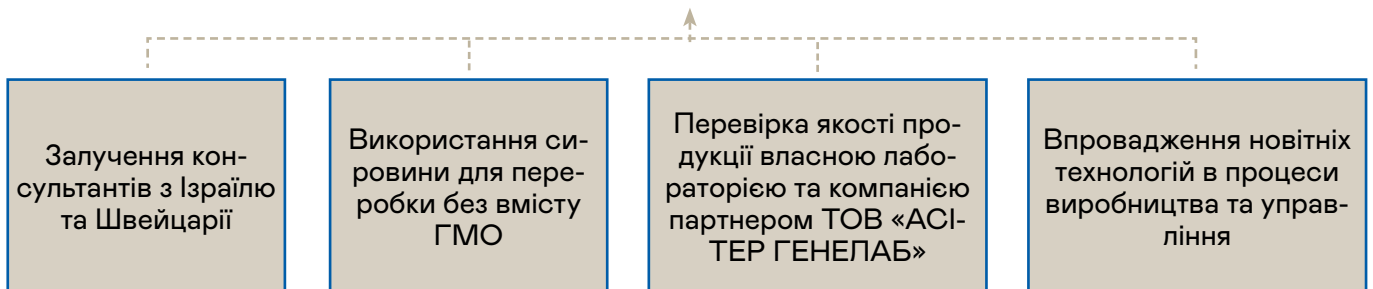 Залучення кон-
сультантів з Ізраїлю
та Швейцарії
Використання си-
ровини для пере-
робки без вмісту
ГМО
Перевірка якості про-
дукції власною лабо-
раторією та компанією
партнером ТОВ «АСІ-
ТЕР ГЕНЕЛАБ»
Впровадження новітніх
технологій в процеси
виробництва та управ-
ління